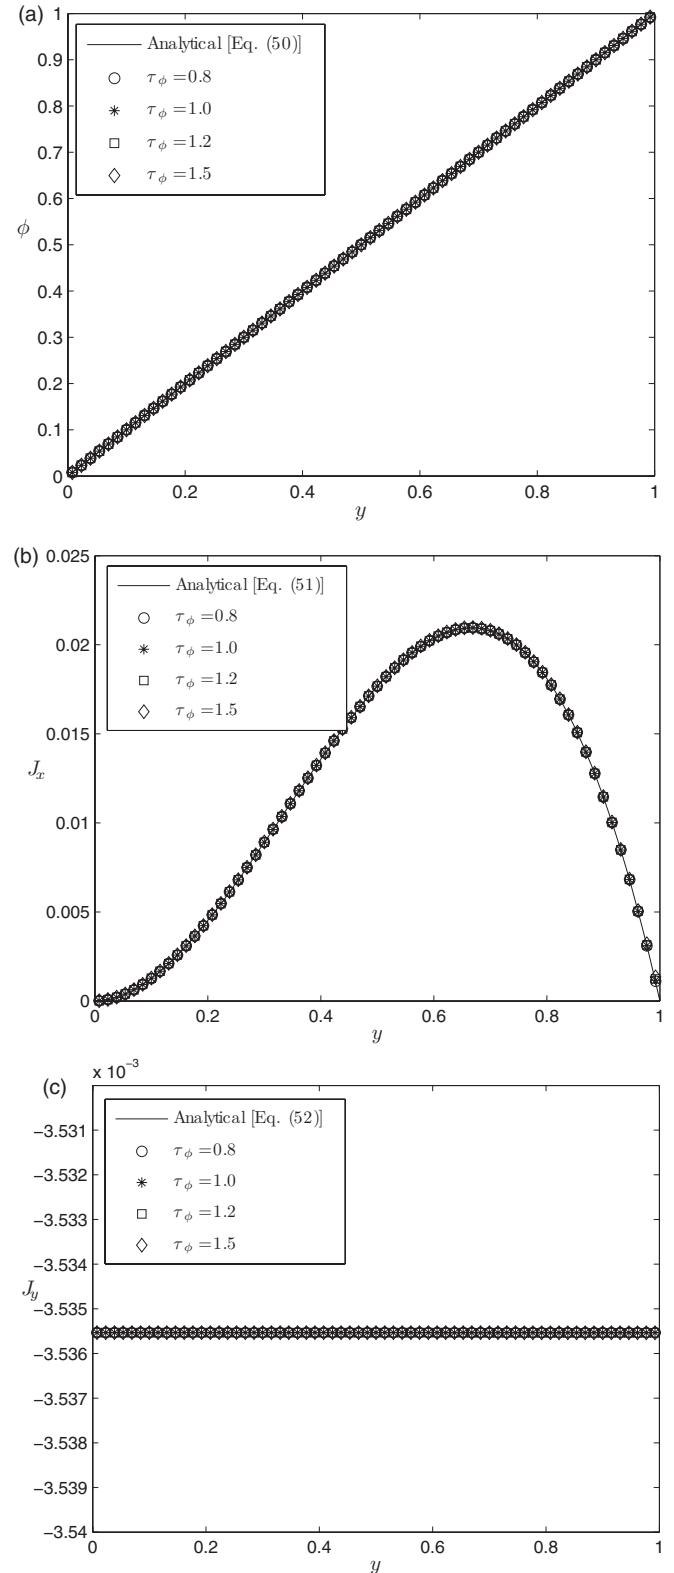 (a)
1
0.9
0.8
0.7
0.6
0.5
0.4
0.3
0.2
0.1
0
ϕ
Analytical [Eq. (50)]
τϕ=0.8
τϕ=1.0
τϕ=1.2
τϕ=1.5
0 0.2 0.4 0.6 0.8 1
y
(b)
0.025
0.02
0.015
0.01
0.005
0
Jx
Analytical [Eq. (51)]
τϕ=0.8
τϕ=1.0
τϕ=1.2
τϕ=1.5
0 0.2 0.4 0.6 0.8 1
y
x 10−3
(c)
−3.531
−3.532
−3.533
−3.534
−3.535
−3.536
−3.537
−3.538
−3.539
−3.54
Jy
Analytical [Eq. (52)]
τϕ=0.8
τϕ=1.0
τϕ=1.2
τϕ=1.5
0 0.2 0.4 0.6 0.8 1
y